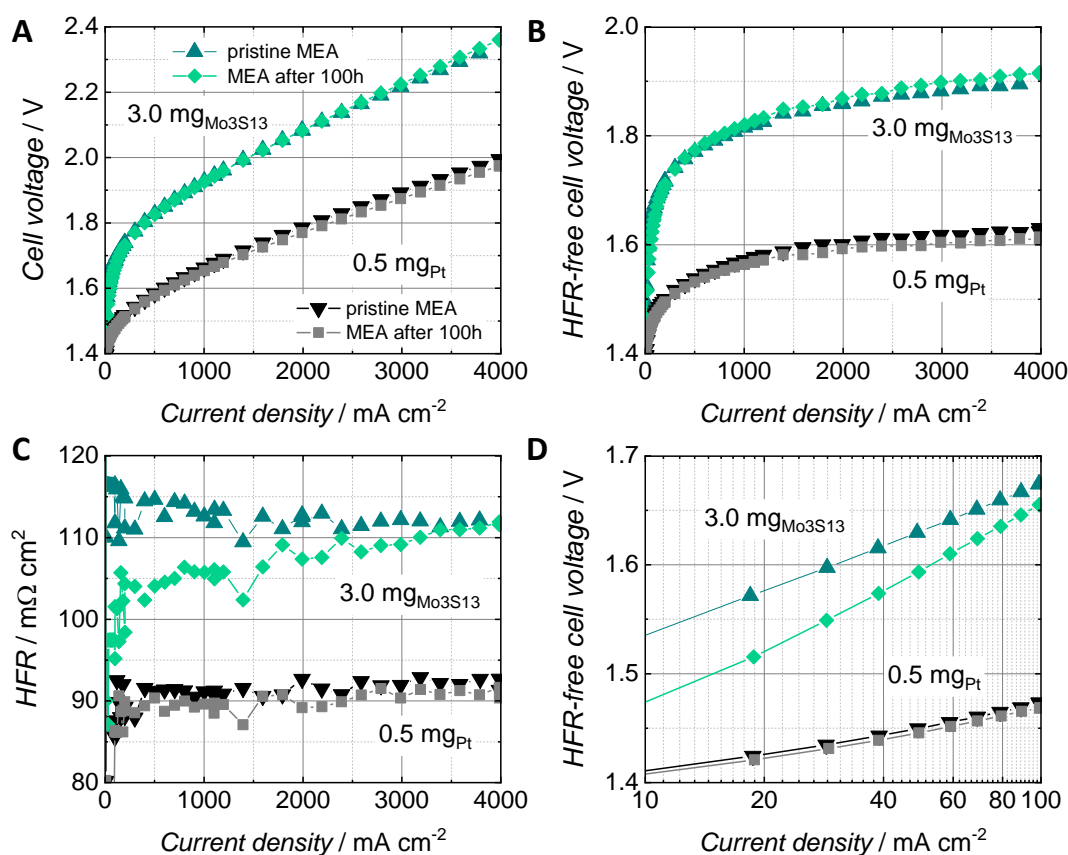 A
Cell voltage / V
2.4
2.2
2.0
1.8
1.6
1.4
pristine MEA
MEA after 100h
3.0 mgMo3S13
0.5 mgPt
pristine MEA
MEA after 100h
0 1000 2000 3000 4000
Current density / mA cm-2
B
HFR-free cell voltage / V
2.0
1.8
1.6
1.4
3.0 mgMo3S13
0.5 mgPt
0 1000 2000 3000 4000
Current density / mA cm-2
C
HFR / mΩ cm2
120
110
100
90
80
3.0 mgMo3S13
0.5 mgPt
0 1000 2000 3000 4000
Current density / mA cm-2
D
HFR-free cell voltage / V
1.7
1.6
1.5
1.4
3.0 mgMo3S13
0.5 mgPt
10 20 40 60 80 100
Current density / mA cm-2